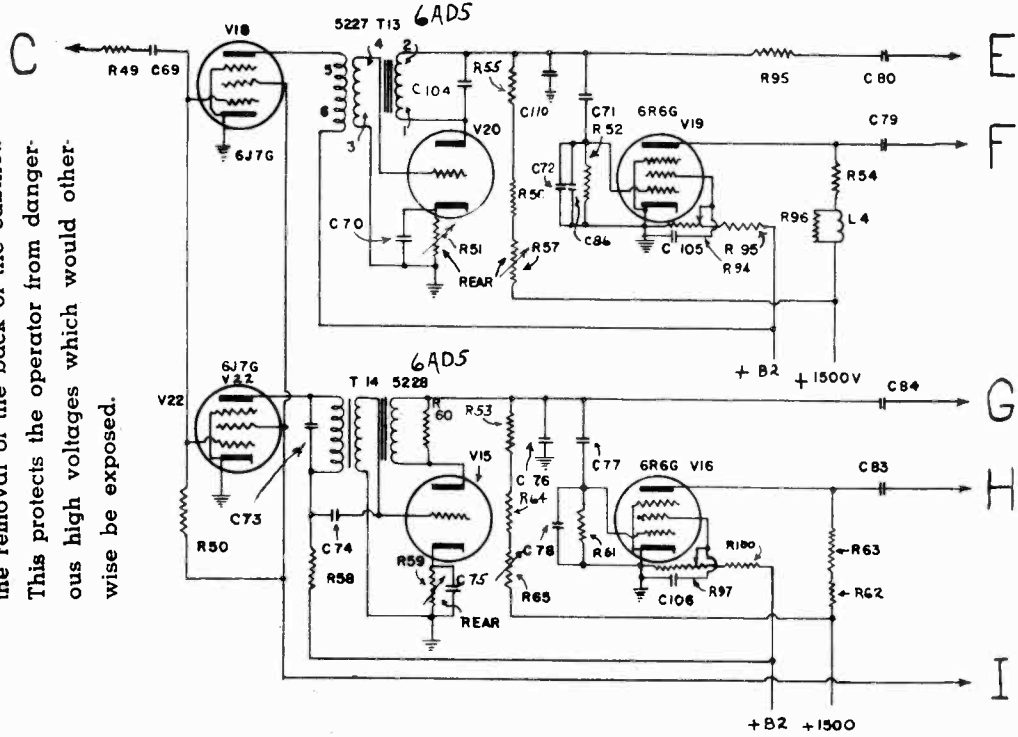 the removal of the back of the cabinet.
This protects the operator from danger-
ous high voltages which would other-
wise be exposed.
C
R49 C69
V18
6J7G
5227 T13
6AD5
4
2
5
6
3
1
C104
V20
C70
R51
REAR
R55
C110
R56
R57
C71
R52
C72
C86
6R6G V19
C105
R94
R95
R95
C80
E
C79
F
R54
R96 L4
+B2
+1500V
V22
6J7G
V22
R50
C73
T14 5228
6AD5
R60
C74
R58
V15
R59
C75
REAR
R53
C76
R64
R65
C77
C78
R61
6R6G V16
R100
C106
R97
C84
G
C83
H
R63
R62
I
+B2
+1500